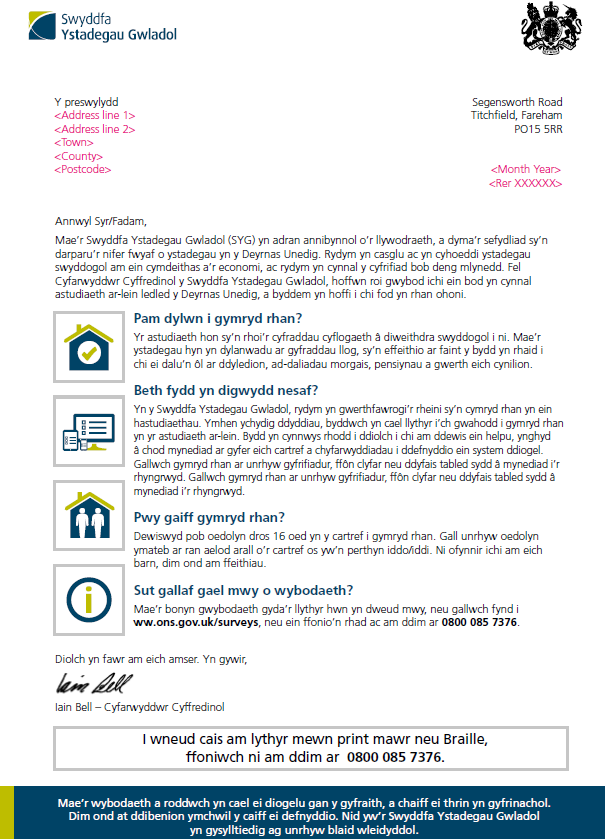 Swyddfa
Ystadegau Gwladol
Y preswylydd
<Address line 1>
<Address line 2>
<Town>
<County>
<Postcode>
Segensworth Road
Titchfield, Fareham
PO15 5RR
<Month Year>
<Rer XXXXXX>
Annwyl Syr/Fadam,
Mae'r Swyddfa Ystadegau Gwladol (SYG) yn adran annibynnol o'r llywodraeth, a dyma'r sefydliad sy'n
darparu'r nifer fwyaf o ystadegau yn y Deyrnas Unedig. Rydym yn casglu ac yn cyhoeddi ystadegau
swyddogol am ein cymdeithas a'r economi, ac rydym yn cynnal y cyfrifiad bob deng mlynedd. Fel
Cyfarwyddwr Cyffredinol y Swyddfa Ystadegau Gwladol, hoffwn roi gwybod ichi ein bod yn cynnal
astudiaeth ar-lein ledled y Deyrnas Unedig, a byddem yn hoffi i chi fod yn rhan ohoni.
Pam dylwn i gymryd rhan?
Yr astudiaeth hon sy'n rhoi'r cyfraddau cyflogaeth â diweithdra swyddogol i ni. Mae'r
ystadegau hyn yn dylanwadu ar gyfraddau llog, sy'n effeithio ar faint y bydd yn rhaid i
chi ei dalu'n ôl ar ddyledion, ad-daliadau morgais, pensiynau a gwerth eich cynilion.
Beth fydd yn digwydd nesaf?
Yn y Swyddfa Ystadegau Gwladol, rydym yn gwerthfawrogi'r rheini sy'n cymryd rhan yn ein
hastudiaethau. Ymhen ychydig ddyddiau, byddwch yn cael llythyr i'ch gwahodd i gymryd rhan
yn yr astudiaeth ar-lein. Bydd yn cynnwys rhodd i ddiolch i chi am ddewis ein helpu, ynghyd
â chod mynediad ar gyfer eich cartref a chyfarwyddiadau i ddefnyddio ein system ddiogel.
Gallwch gymryd rhan ar unrhyw gyfrifiadur, ffôn clyfar neu ddyfais tabled sydd â mynediad i'r
rhyngrwyd. Gallwch gymryd rhan ar unrhyw gyfrifiadur, ffôn clyfar neu ddyfais tabled sydd â
mynediad i'r rhyngrwyd.
Pwy gaiff gymryd rhan?
Dewiswyd pob oedolyn dros 16 oed yn y cartref i gymryd rhan. Gall unrhyw oedolyn
ymateb ar ran aelod arall o'r cartref os yw'n perthyn iddo/iddi. Ni ofynnir ichi am eich
barn, dim ond am ffeithiau.
Sut gallaf gael mwy o wybodaeth?
Mae'r bonyn gwybodaeth gyda'r llythyr hwn yn dweud mwy, neu gallwch fynd i
ww.ons.gov.uk/surveys, neu ein ffonio'n rhad ac am ddim ar 0800 085 7376.
Diolch yn fawr am eich amser. Yn gywir,
Iain Bell
Iain Bell – Cyfarwyddwr Cyffredinol
I wneud cais am lythyr mewn print mawr neu Braille,
ffoniwch ni am ddim ar 0800 085 7376.
Mae'r wybodaeth a roddwch yn cael ei diogelu gan y gyfraith, a chaiff ei thrin yn gyfrinachol.
Dim ond at ddibenion ymchwil y caiff ei defnyddio. Nid yw'r Swyddfa Ystadegau Gwladol
yn gysylltiedig ag unrhyw blaid wleidyddol.